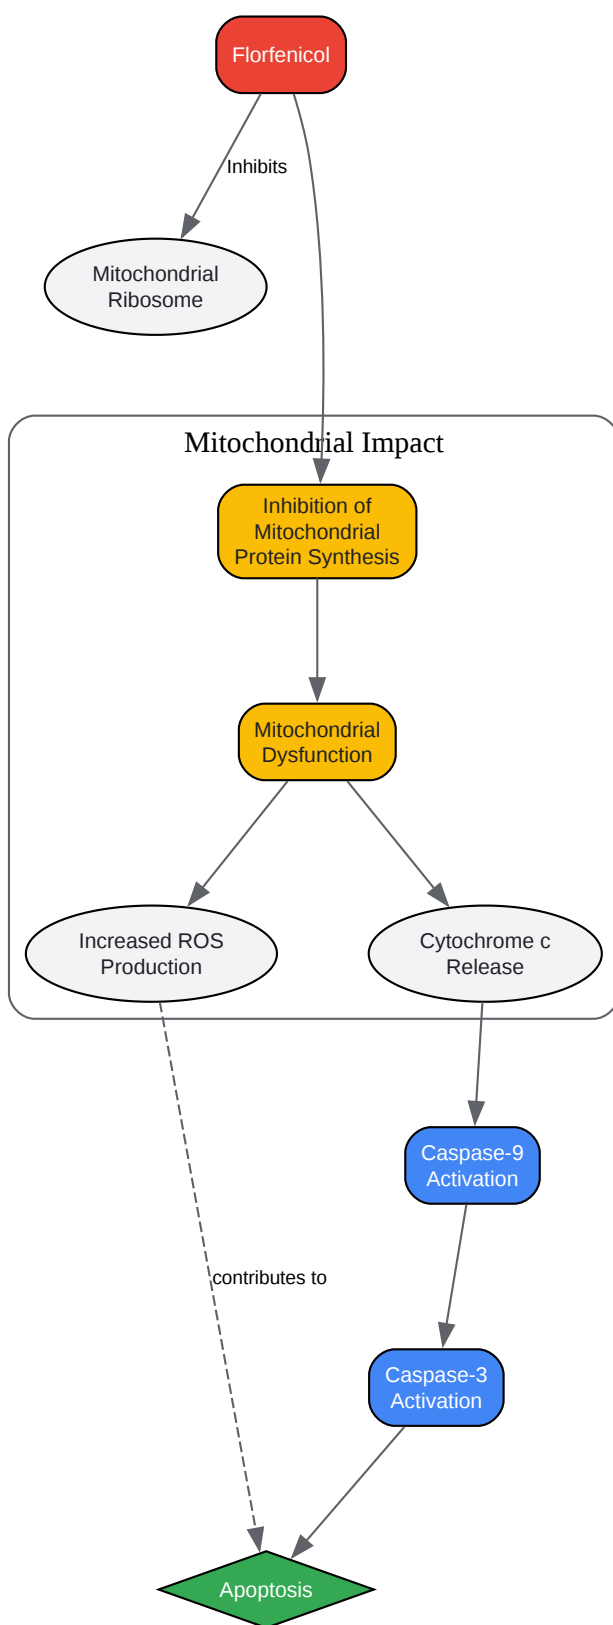 Florfenicol
Inhibits
Mitochondrial
Ribosome
Mitochondrial Impact
Inhibition of
Mitochondrial
Protein Synthesis
Mitochondrial
Dysfunction
Increased ROS
Production
Cytochrome c
Release
Caspase-9
Activation
contributes to
Caspase-3
Activation
Apoptosis